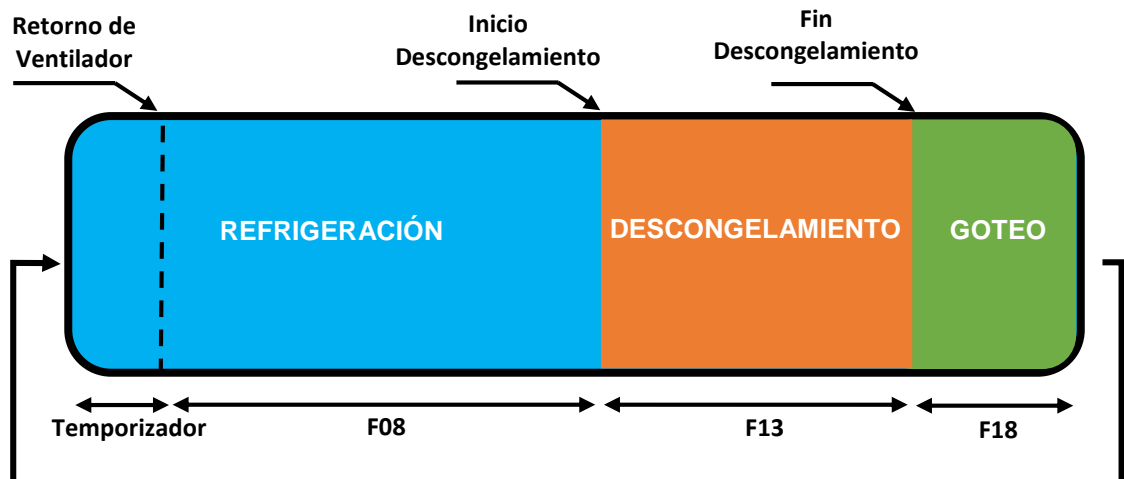 Retorno de
Ventilador
Inicio
Descongelamiento
Fin
Descongelamiento
REFRIGERACIÓN
DESCONGELAMIENTO
GOTEO
Temporizador
F08
F13
F18